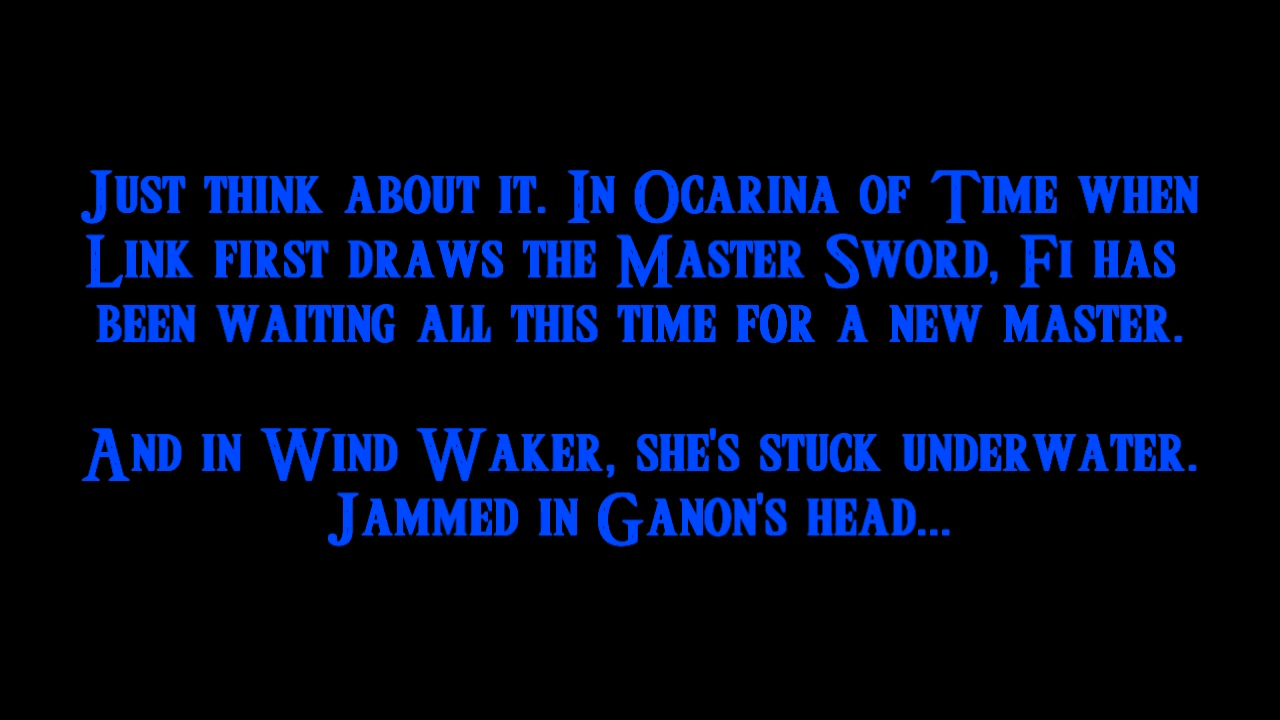 Just think about it. In Ocarina of Time when
Link first draws the Master Sword, Fi has
been waiting all this time for a new master.
And in Wind Waker, she's stuck underwater.
Jammed in Ganon's head...